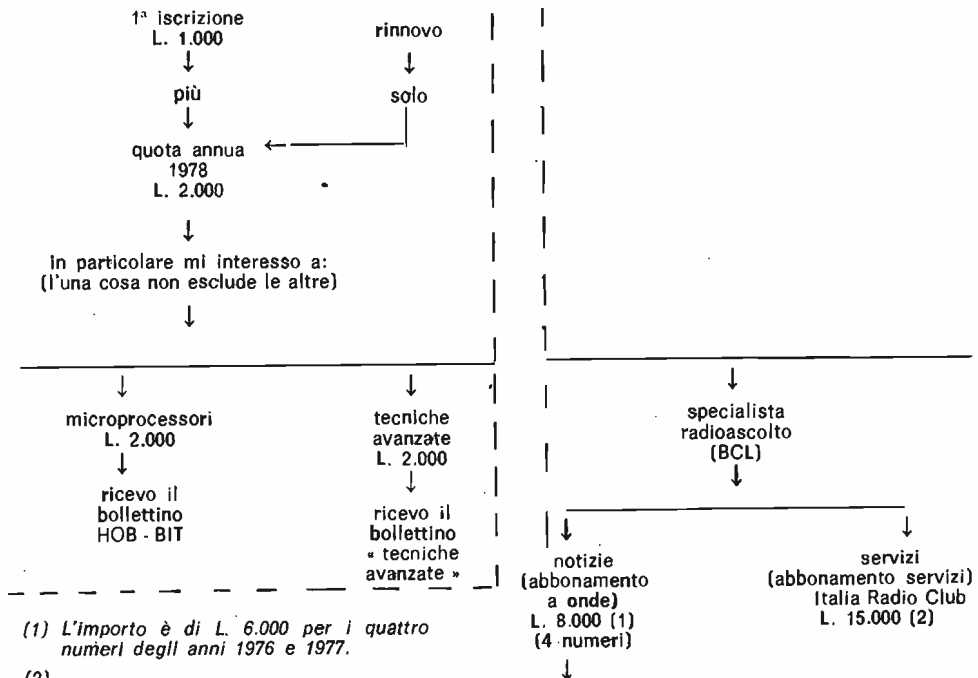 1ª iscrizione
L. 1.000
rinnovo
più
solo
quota annua
1978
L. 2.000
in particolare mi interesso a:
(l'una cosa non esclude le altre)
microprocessori
L. 2.000
ricevo il
bollettino
HOB - BIT
tecniche
avanzate
L. 2.000
ricevo il
bollettino
« tecniche
avanzate »
specialista
radioascolto
(BCL)
notizie
(abbonamento
a onde)
L. 8.000 (1)
(4 numeri)
servizi
(abbonamento servizi)
Italia Radio Club
L. 15.000 (2)
(1) L'importo è di L. 6.000 per i quattro
numeri degli anni 1976 e 1977.
(2)